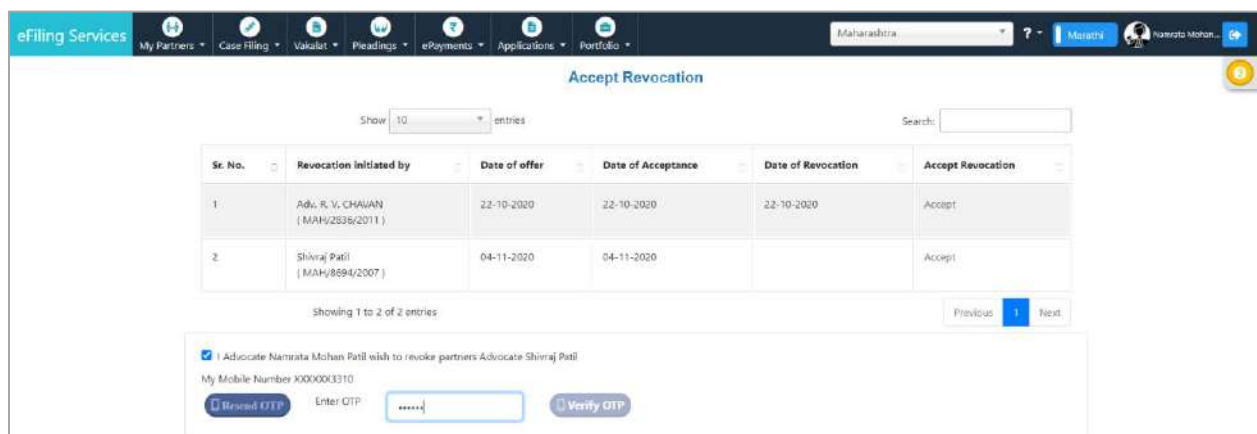 eFiling Services
My Partners Case Filing Vakalat Pleadings ePayments Applications Portfolio
Maharashtra ? Marathi Namrata Mohan...
Accept Revocation
Show 10 entries Search:
Sr. No. Revocation initiated by Date of offer Date of Acceptance Date of Revocation Accept Revocation
1 Adv. R. V. CHAVAN 22-10-2020 22-10-2020 22-10-2020 Accept
( MAH/2836/2011 )
2 Shivraj Patil 04-11-2020 04-11-2020 Accept
( MAH/8694/2007 )
Showing 1 to 2 of 2 entries Previous 1 Next
I Advocate Namrata Mohan Patil wish to revoke partners Advocate Shivraj Patil
My Mobile Number XXXXXX3310
Resend OTP Enter OTP •••••• Verify OTP